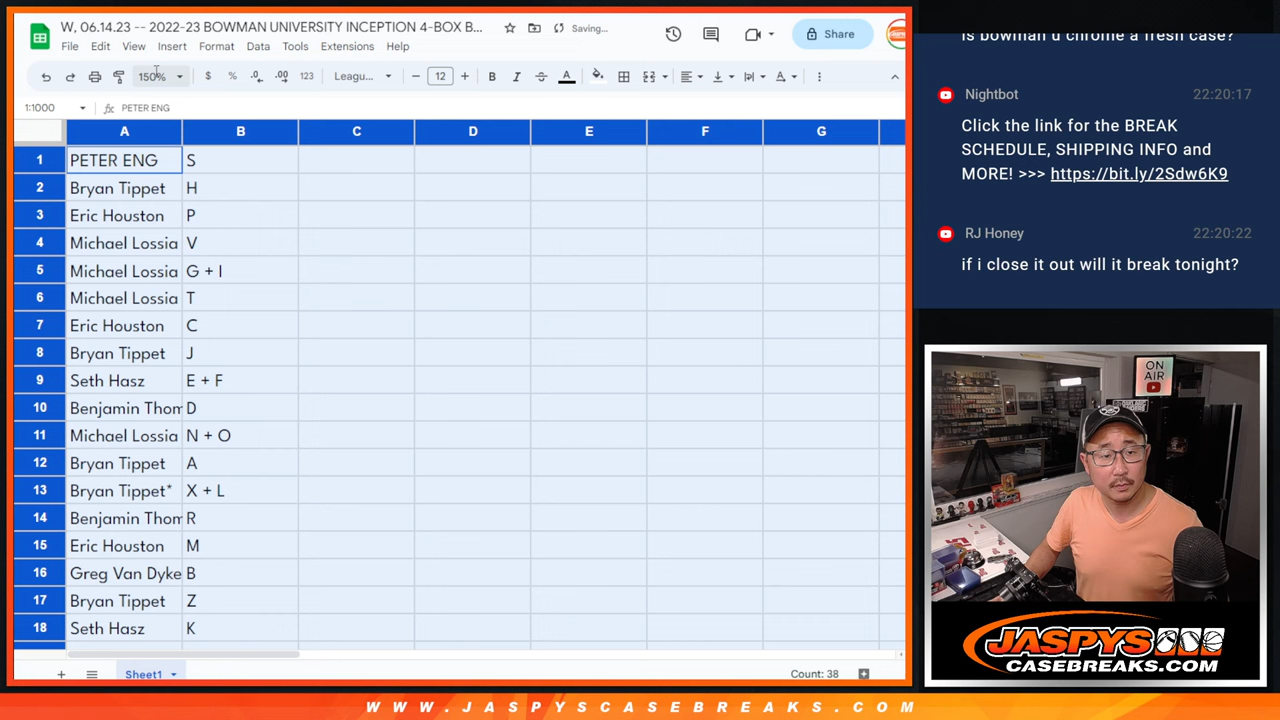 W, 06.14.23 -- 2022-23 BOWMAN UNIVERSITY INCEPTION 4-BOX B...
Saving...
File Edit View Insert Format Data Tools Extensions Help
Share
150% $ % .0 .00 123 Leagu... − 12 + B I S A
1:1000 fx PETER ENG
A B C D E F G
1 PETER ENG S
2 Bryan Tippet H
3 Eric Houston P
4 Michael Lossia V
5 Michael Lossia G + I
6 Michael Lossia T
7 Eric Houston C
8 Bryan Tippet J
9 Seth Hasz E + F
10 Benjamin Thom D
11 Michael Lossia N + O
12 Bryan Tippet A
13 Bryan Tippet* X + L
14 Benjamin Thom R
15 Eric Houston M
16 Greg Van Dyke B
17 Bryan Tippet Z
18 Seth Hasz K
+ Sheet1 Count: 38
is bowman u chrome a fresh case?
Nightbot 22:20:17
Click the link for the BREAK
SCHEDULE, SHIPPING INFO and
MORE! >>> https://bit.ly/2Sdw6K9
RJ Honey 22:20:22
if i close it out will it break tonight?
ON
AIR
JASPYS
CASEBREAKS.COM
WWW.JASPYSCASEBREAKS.COM